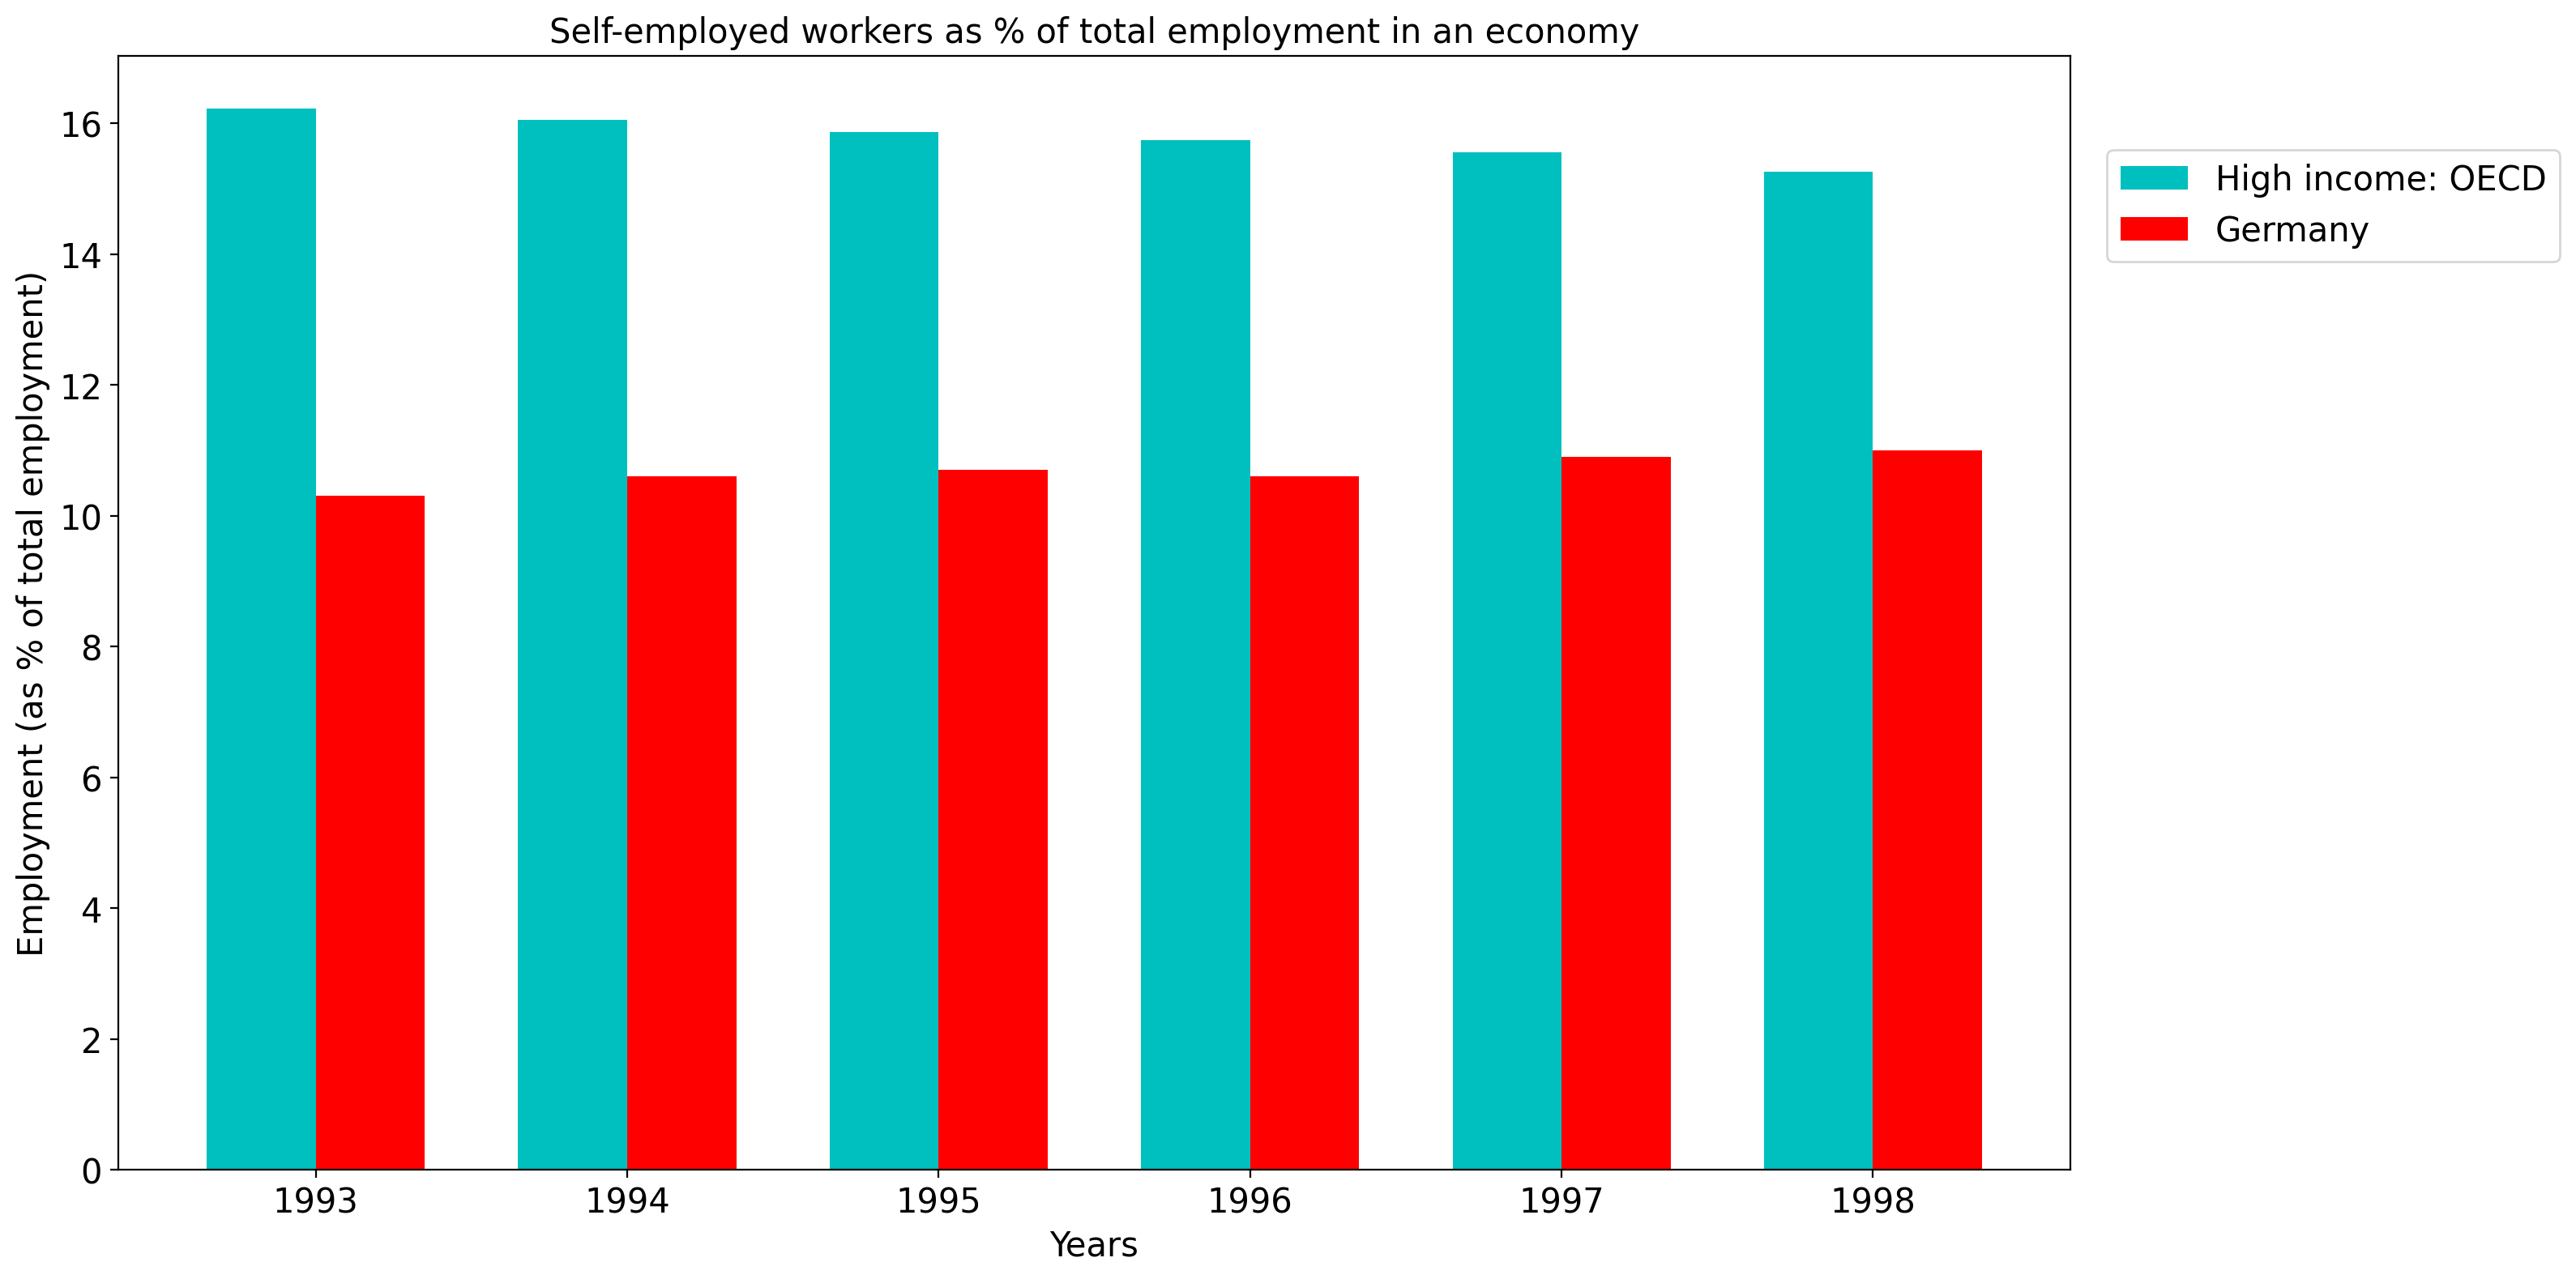 Self-employed workers as % of total employment in an economy
Employment (as % of total employment)
16
14
12
10
8
6
4
2
0
1993 1994 1995 1996 1997 1998
Years
High income: OECD
Germany